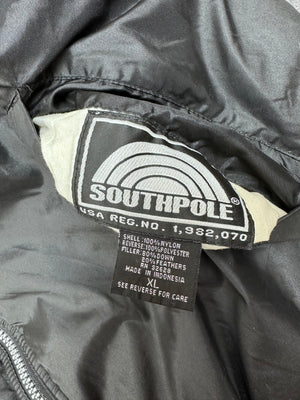 SOUTHPOLE®
USA REG.NO. 1,982,070
SHELL:100%NYLON
REVERSE:100%POLYESTER
FILLER:80%DOWN
20%FEATHERS
RN 92628
MADE IN INDONESIA
XL
SEE REVERSE FOR CARE